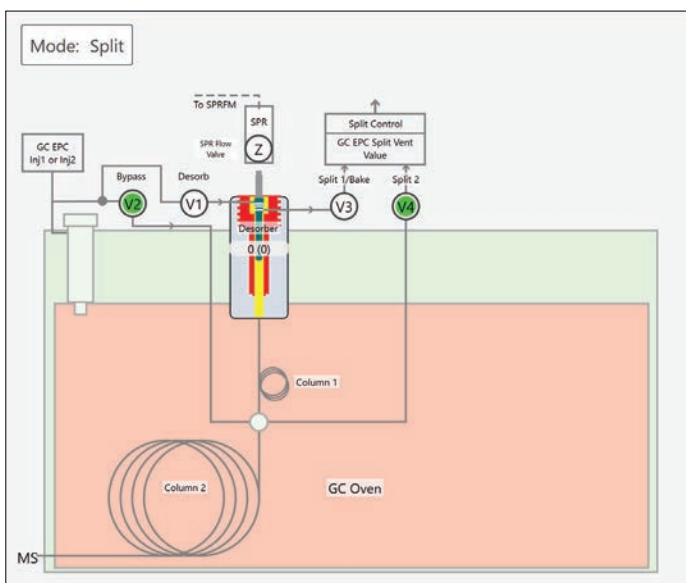 Mode: Split
To SPRFM
SPR
SPR Flow
Valve
Z
Split Control
GC EPC Split Vent
Value
GC EPC
Inj1 or Inj2
Bypass
Desorb
Split 1/Bake
Split 2
V2
V1
V3
V4
Desorber
0 (0)
Column 1
Column 2
GC Oven
MS